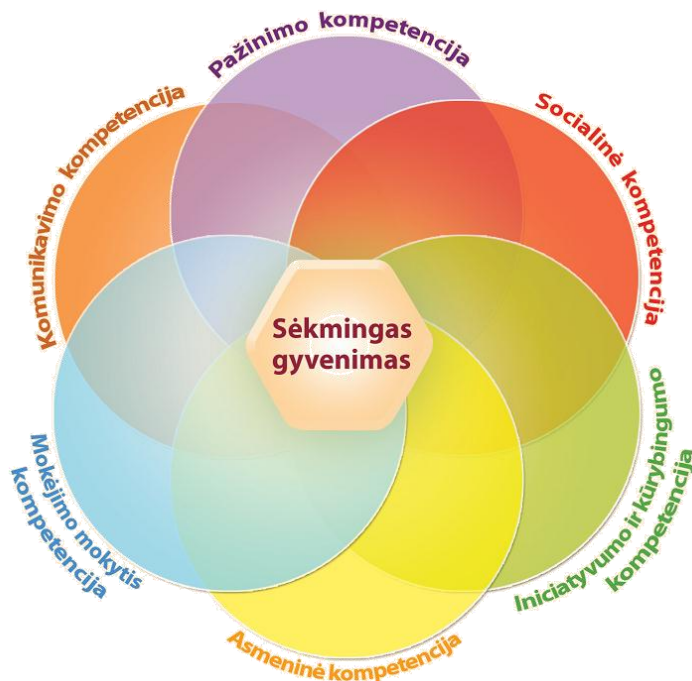 Pažinimo kompetencija
Socialinė kompetencija
Iniciatyvumo ir kūrybingumo
kompetencija
Asmeninė kompetencija
Mokėjimo mokytis
kompetencija
Komunikavimo kompetencija
Sėkmingas
gyvenimas